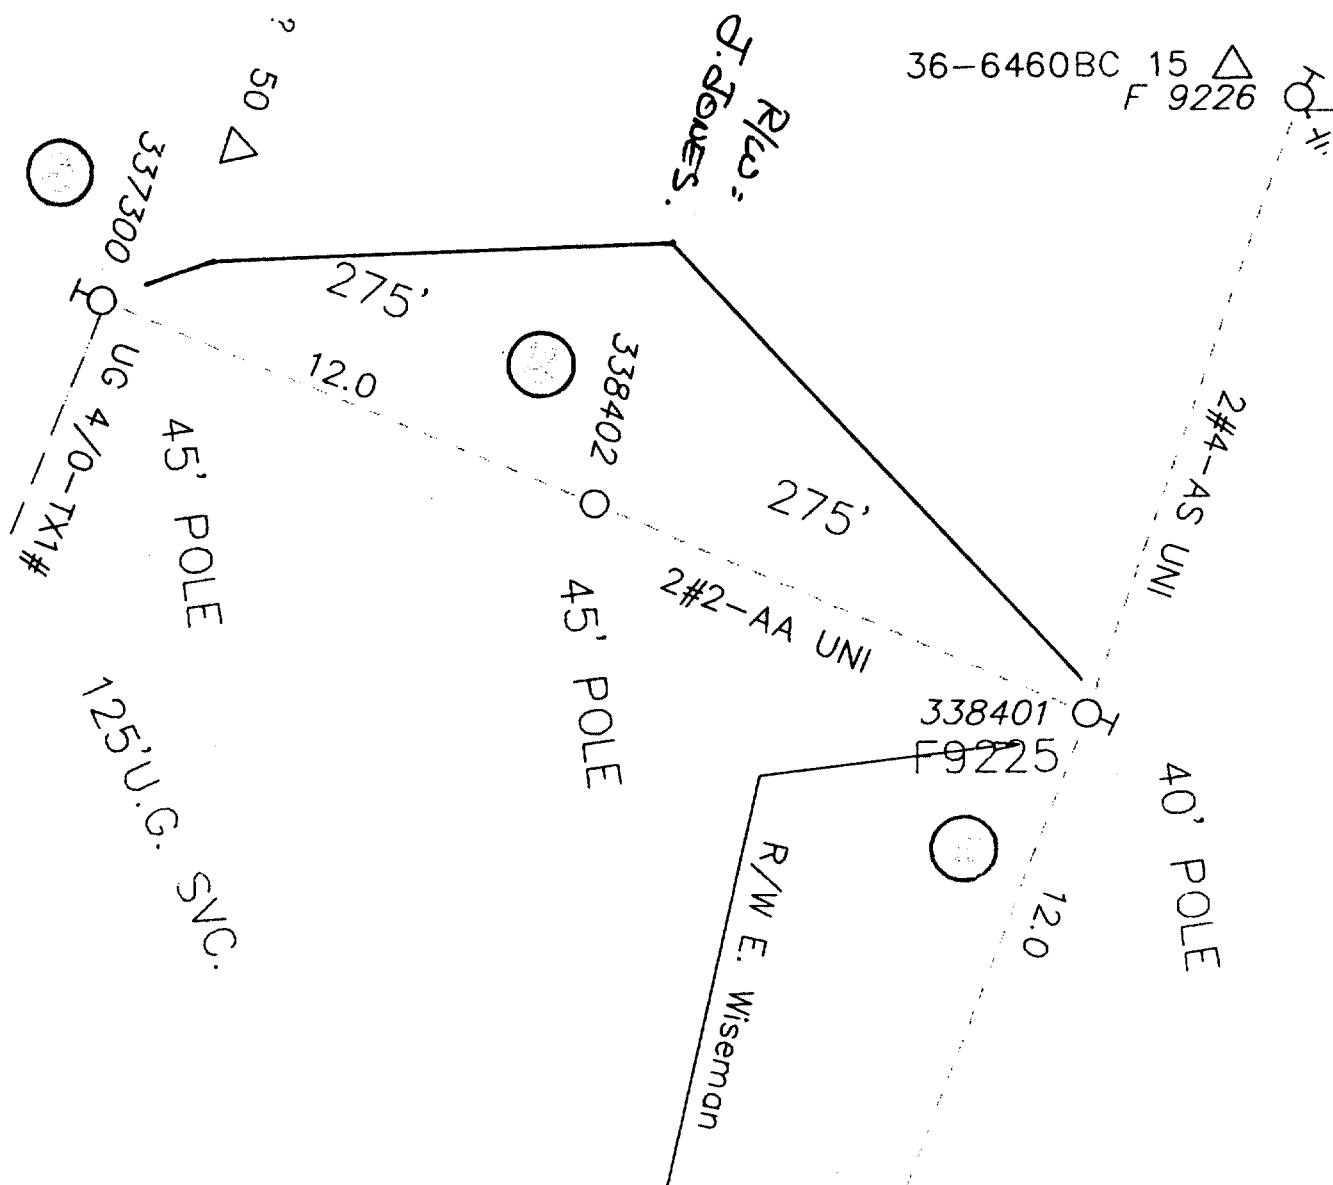 36-6460BC 15 △
F 9226
R/W:
J. JONES.
? 50 △
337300
275'
12.0
338402
UG 4/0-TX1#
45' POLE
275'
2#4-AS UNI
2#2-AA UNI
45' POLE
338401
F9225
40' POLE
125' U.G. SVC.
R/W E. Wiseman
12.0